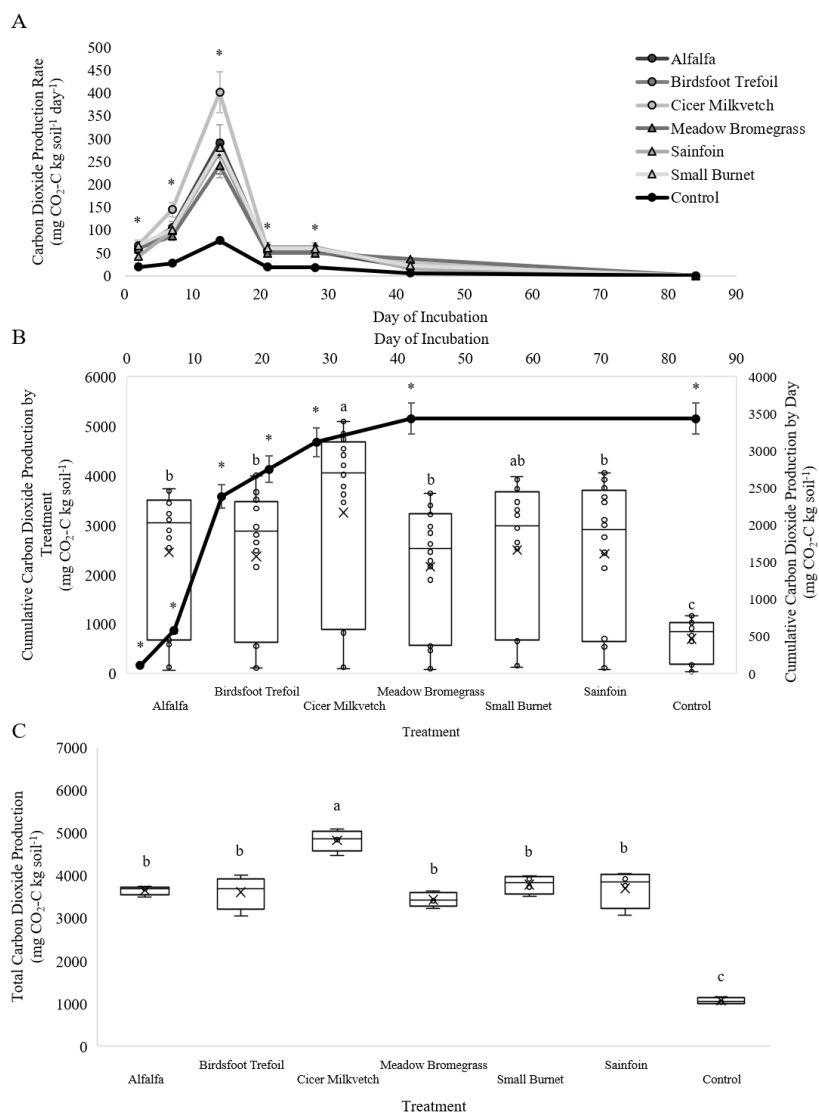 A
Carbon Dioxide Production Rate
(mg CO₂-C kg soil⁻¹ day⁻¹)
500
450
400
350
300
250
200
150
100
50
0
* * * * *
Alfalfa
Birdsfoot Trefoil
Cicer Milkvetch
Meadow Bromegrass
Sainfoin
Small Burnet
Control
0 10 20 30 40 50 60 70 80 90
Day of Incubation
B
Day of Incubation
0 10 20 30 40 50 60 70 80 90
Cumulative Carbon Dioxide Production by
Treatment
(mg CO₂-C kg soil⁻¹)
6000
5000
4000
3000
2000
1000
0
Cumulative Carbon Dioxide Production by Day
(mg CO₂-C kg soil⁻¹)
4000
3500
3000
2500
2000
1500
1000
500
0
* * * * * * *
b b a b ab b c
Alfalfa
Birdsfoot Trefoil
Cicer Milkvetch
Meadow Bromegrass
Small Burnet
Sainfoin
Control
Treatment
C
Total Carbon Dioxide Production
(mg CO₂-C kg soil⁻¹)
7000
6000
5000
4000
3000
2000
1000
0
b b a b b b c
Alfalfa
Birdsfoot Trefoil
Cicer Milkvetch
Meadow Bromegrass
Small Burnet
Sainfoin
Control
Treatment